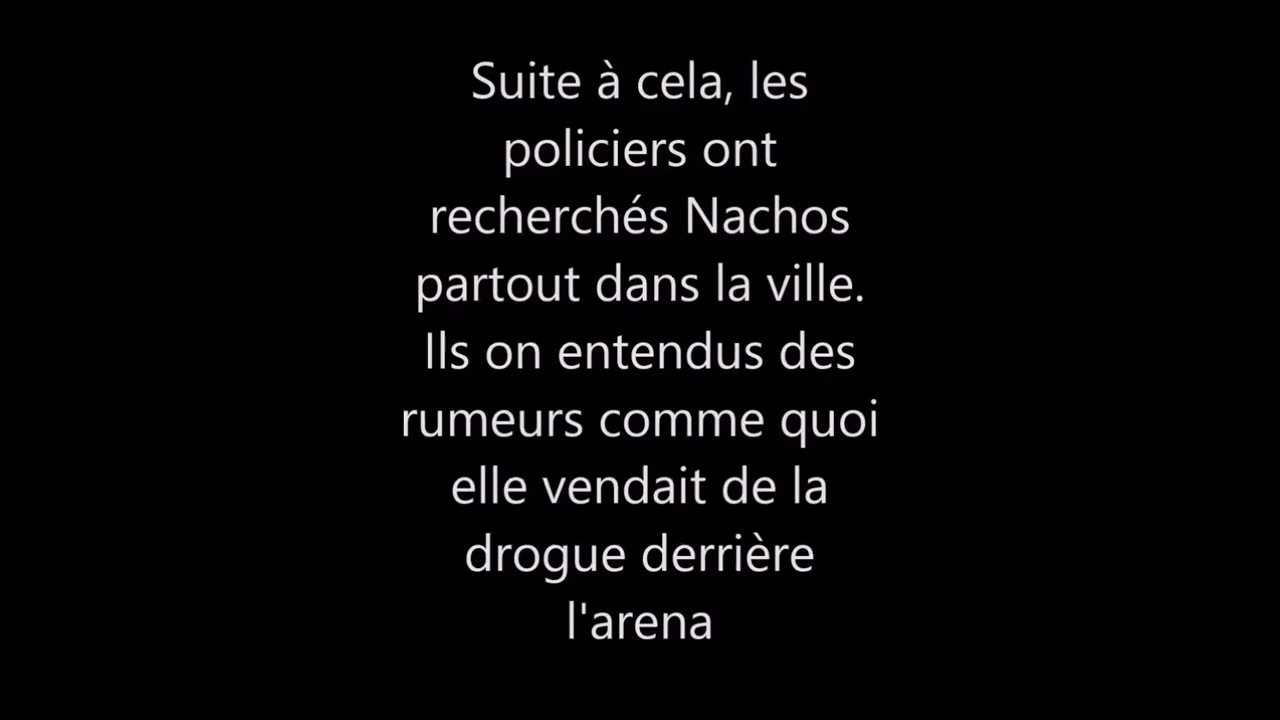 Suite à cela, les
policiers ont
recherchés Nachos
partout dans la ville.
Ils on entendus des
rumeurs comme quoi
elle vendait de la
drogue derrière
l'arena